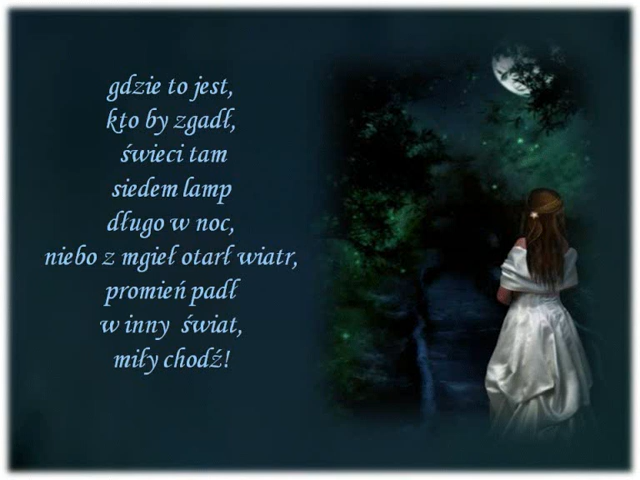 gdzie to jest,
kto by zgadł,
świeci tam
siedem lamp
długo w noc,
niebo z mgieł otarł wiatr,
promień padł
w inny świat,
miły chodź!